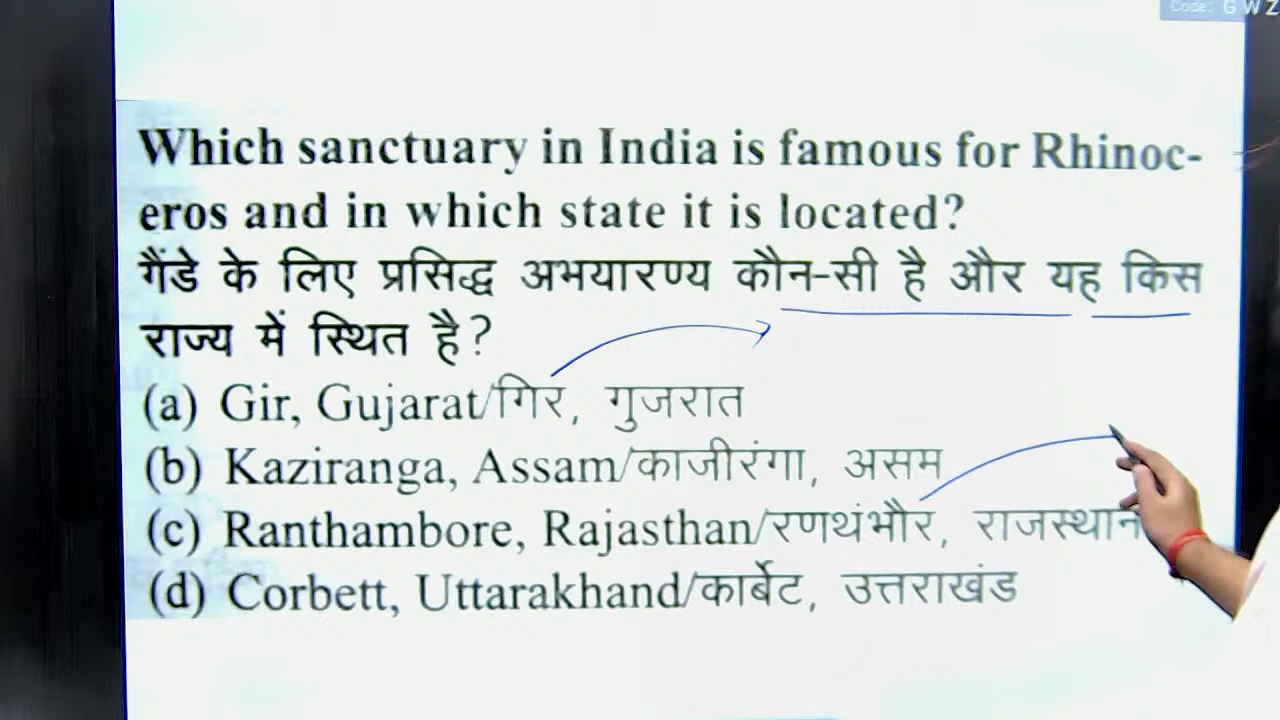 Code: G W Z
Which sanctuary in India is famous for Rhinoc-
eros and in which state it is located?
गैंडे के लिए प्रसिद्ध अभयारण्य कौन-सी है और यह किस
राज्य में स्थित है?
(a) Gir, Gujarat/गिर, गुजरात
(b) Kaziranga, Assam/काजीरंगा, असम
(c) Ranthambore, Rajasthan/रणथंभौर, राजस्थान
(d) Corbett, Uttarakhand/कार्बेट, उत्तराखंड